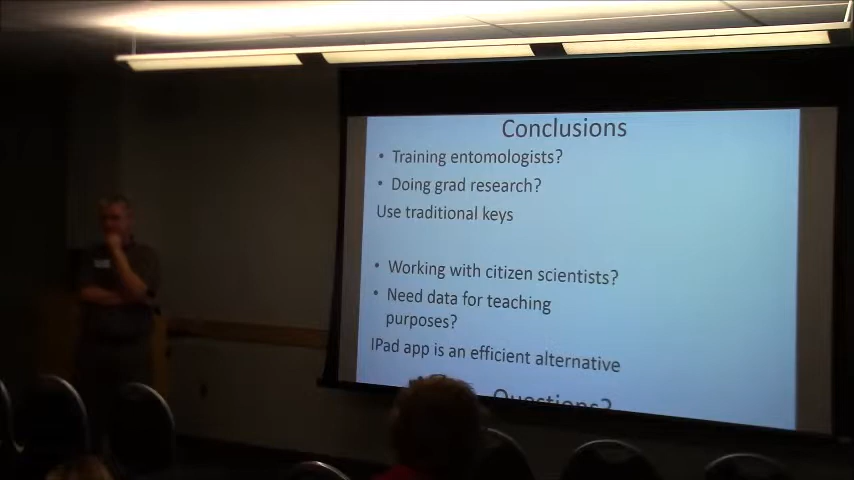 Conclusions
• Training entomologists?
• Doing grad research?
Use traditional keys
• Working with citizen scientists?
• Need data for teaching
purposes?
IPad app is an efficient alternative
Questions?